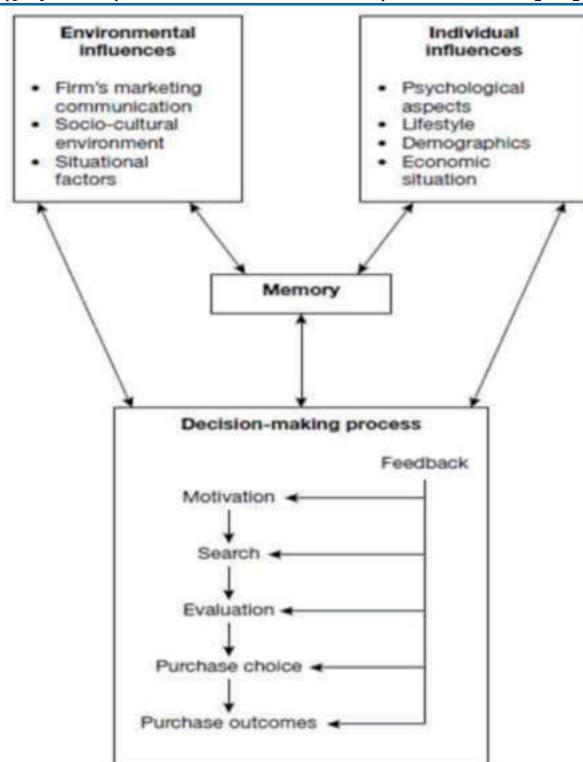 Environmental
influences
• Firm's marketing
communication
• Socio-cultural
environment
• Situational
factors
Individual
influences
• Psychological
aspects
• Lifestyle
• Demographics
• Economic
situation
Memory
Decision-making process
Feedback
Motivation
Search
Evaluation
Purchase choice
Purchase outcomes